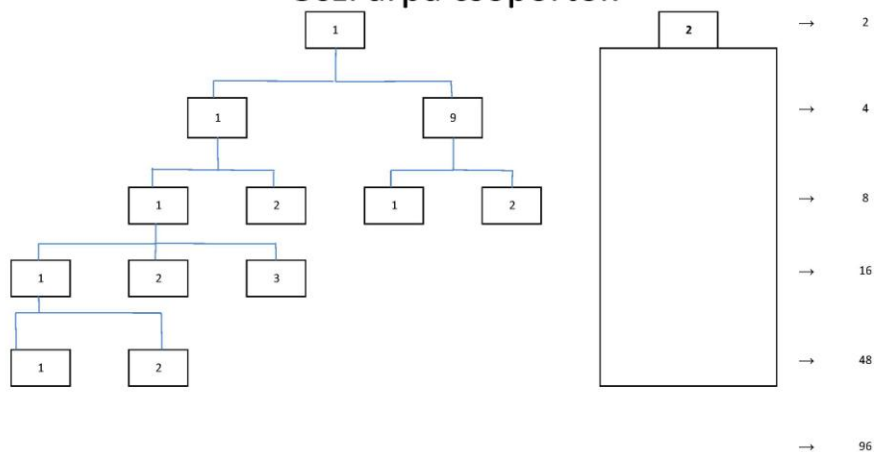 1 2 → 2
1 9 → 4
1 2 1 2 → 8
1 2 3 → 16
1 2 → 48
→ 96